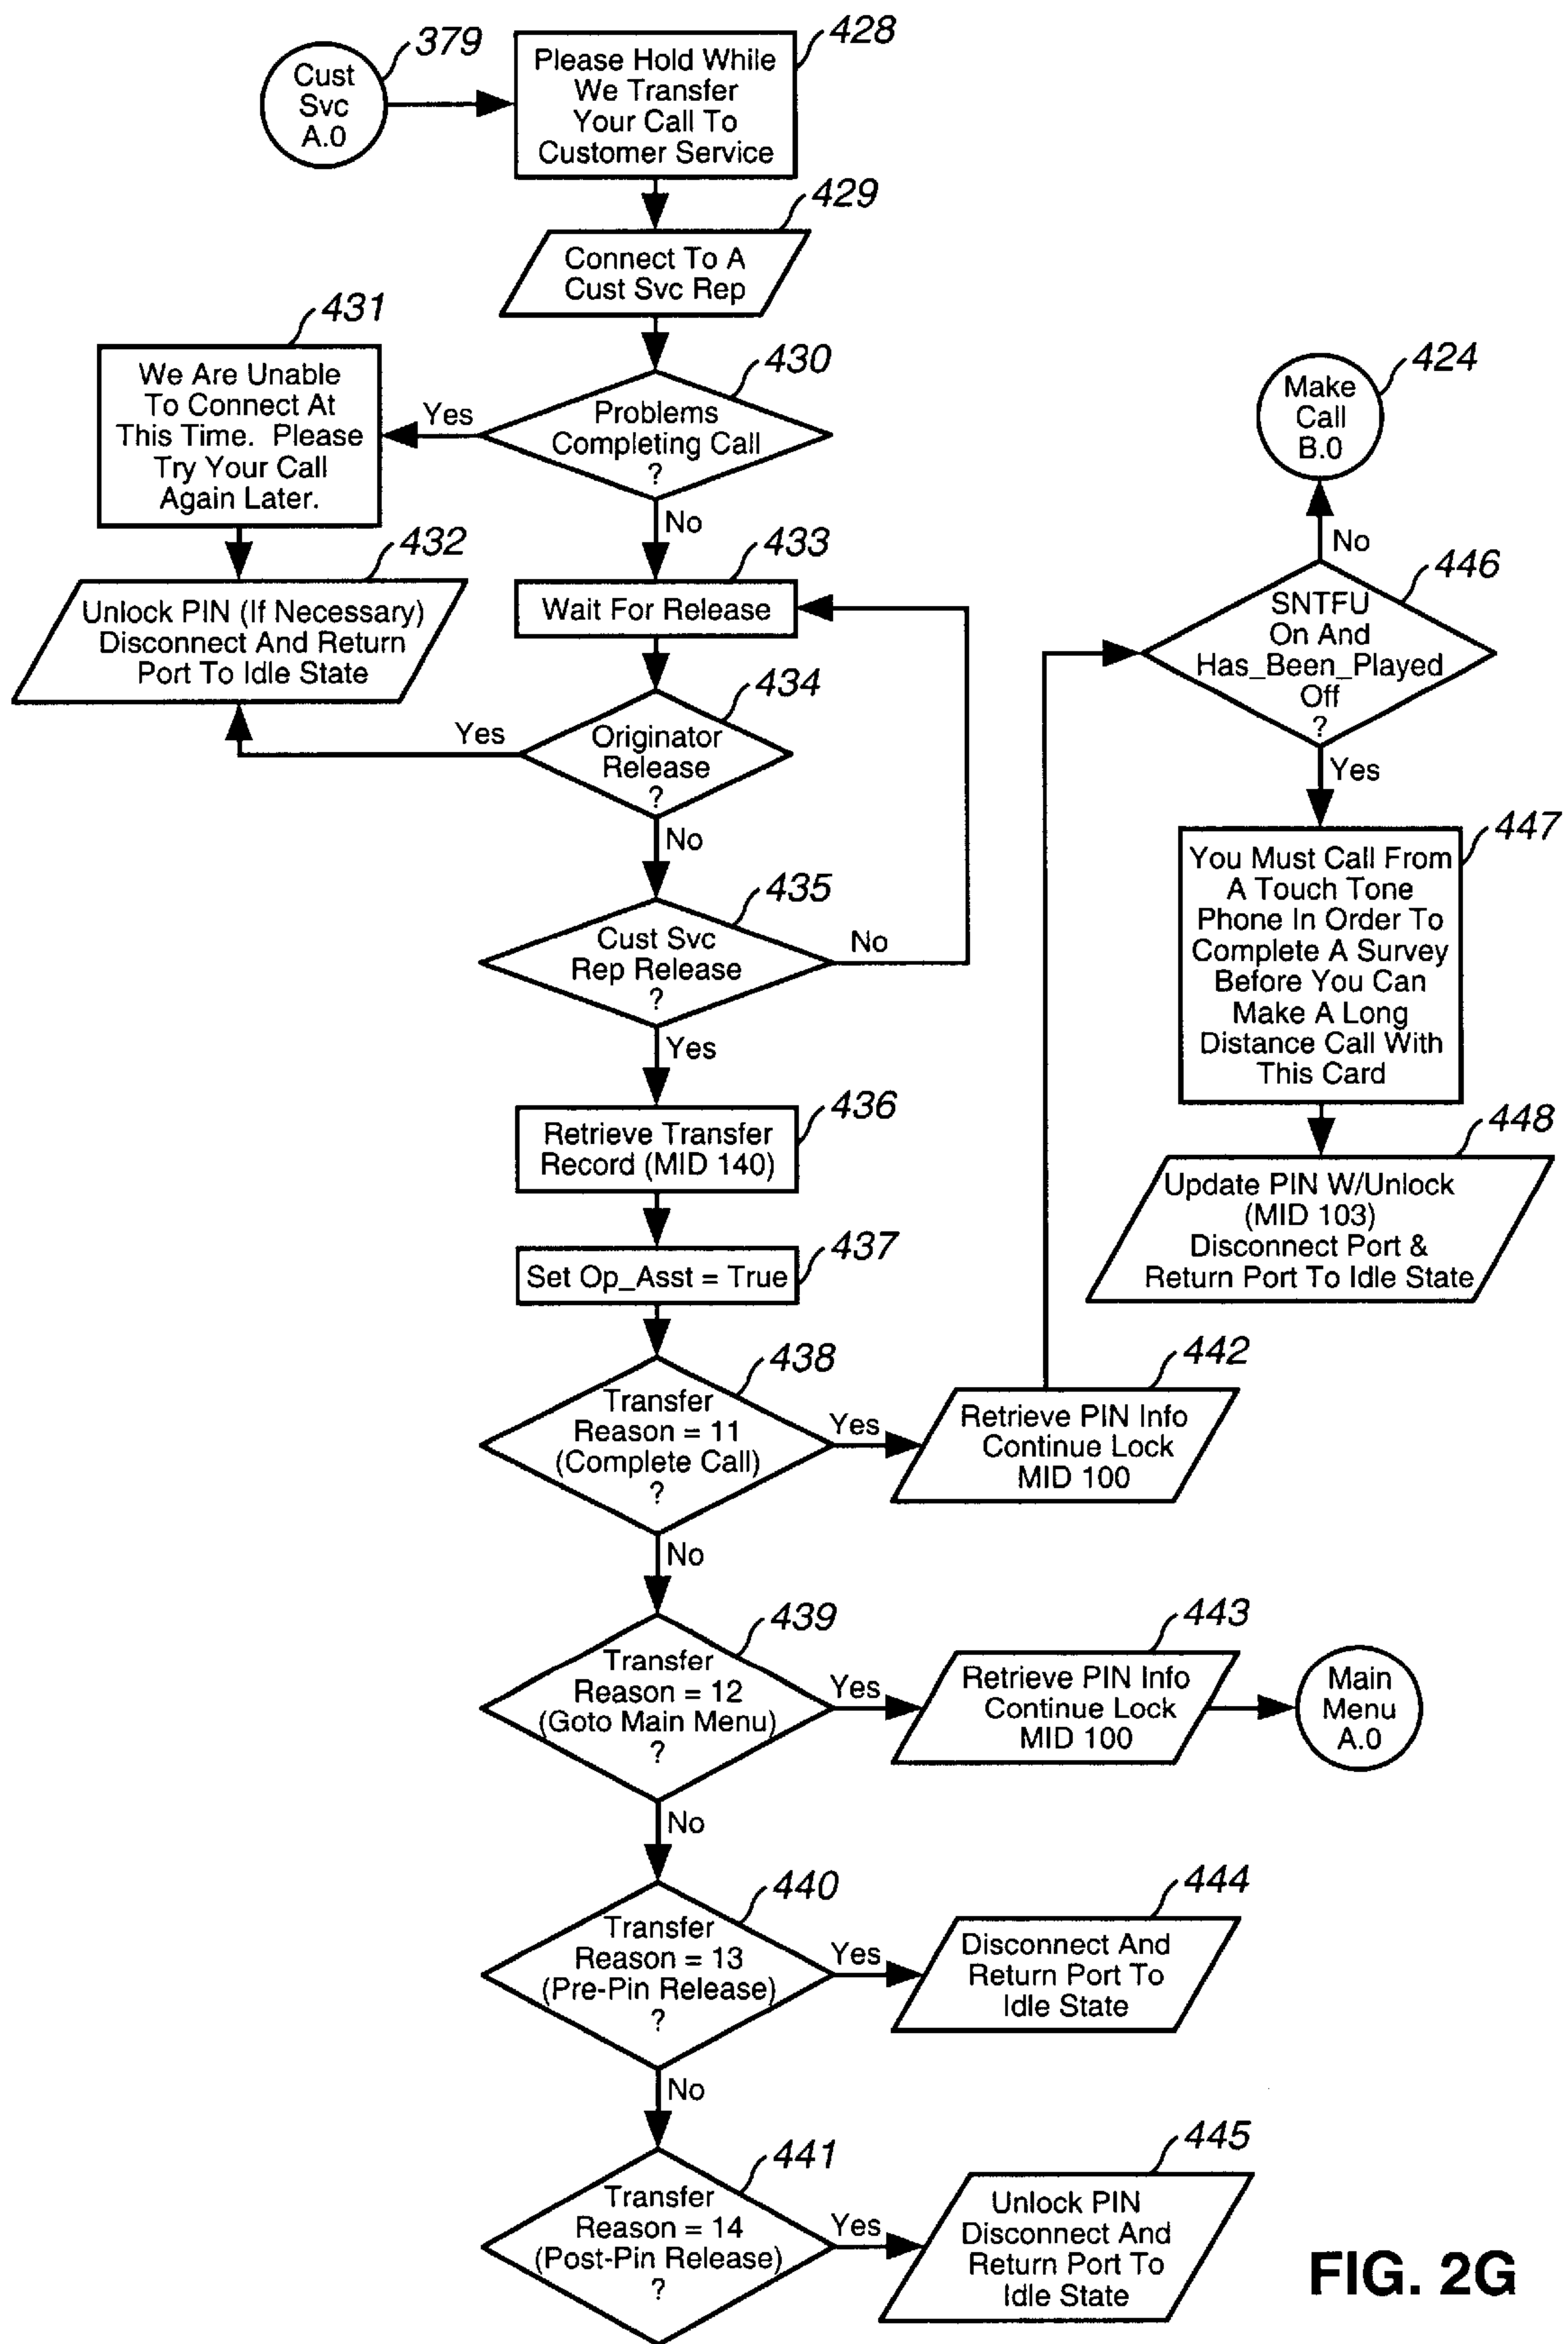 379
Cust
Svc
A.0
428
Please Hold While
We Transfer
Your Call To
Customer Service
429
Connect To A
Cust Svc Rep
430
Problems
Completing Call
?
Yes
No
431
We Are Unable
To Connect At
This Time. Please
Try Your Call
Again Later.
432
Unlock PIN (If Necessary)
Disconnect And Return
Port To Idle State
433
Wait For Release
434
Originator
Release
?
Yes
No
435
Cust Svc
Rep Release
?
No
Yes
436
Retrieve Transfer
Record (MID 140)
437
Set Op_Asst = True
438
Transfer
Reason = 11
(Complete Call)
?
Yes
No
442
Retrieve PIN Info
Continue Lock
MID 100
424
Make
Call
B.0
No
446
SNTFU
On And
Has_Been_Played
Off
?
Yes
447
You Must Call From
A Touch Tone
Phone In Order To
Complete A Survey
Before You Can
Make A Long
Distance Call With
This Card
448
Update PIN W/Unlock
(MID 103)
Disconnect Port &
Return Port To Idle State
439
Transfer
Reason = 12
(Goto Main Menu)
?
Yes
No
443
Retrieve PIN Info
Continue Lock
MID 100
Main
Menu
A.0
440
Transfer
Reason = 13
(Pre-Pin Release)
?
Yes
No
444
Disconnect And
Return Port To
Idle State
441
Transfer
Reason = 14
(Post-Pin Release)
?
Yes
445
Unlock PIN
Disconnect And
Return Port To
Idle State
FIG. 2G